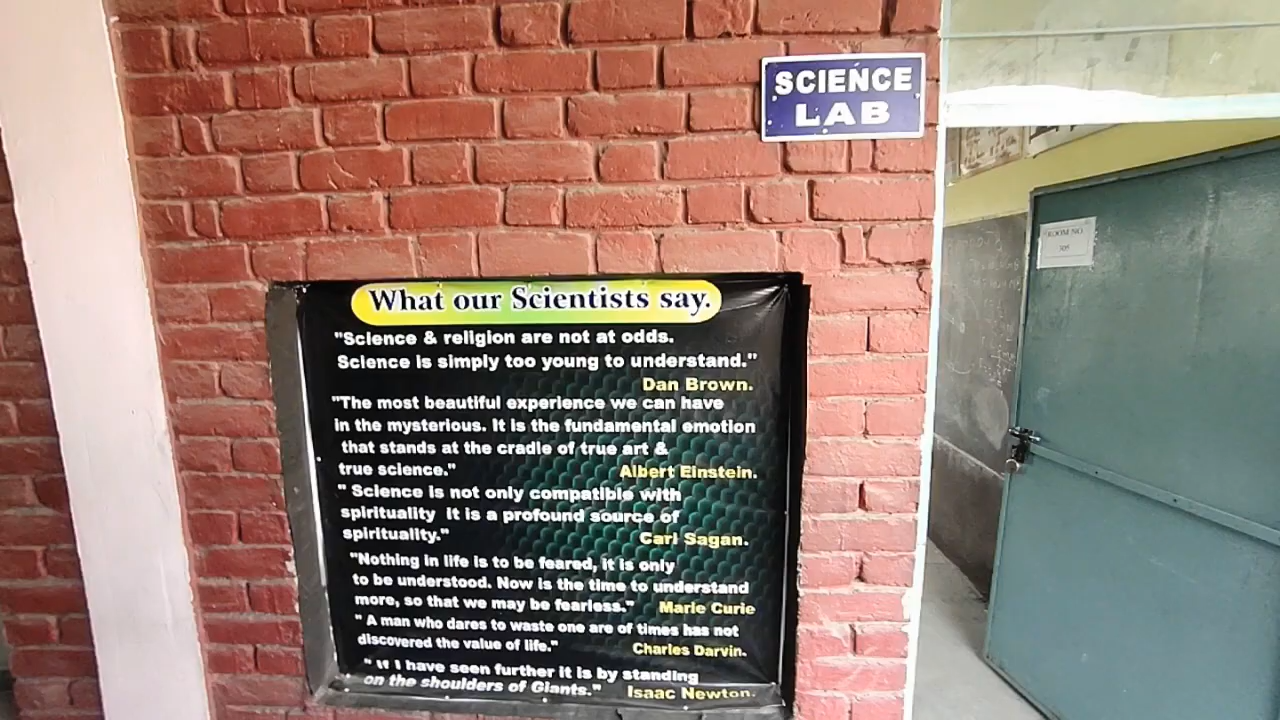 SCIENCE
LAB
ROOM NO
What our Scientists say.
"Science & religion are not at odds.
Science is simply too young to understand."
Dan Brown.
"The most beautiful experience we can have
in the mysterious. It is the fundamental emotion
that stands at the cradle of true art &
true science."
Albert Einstein.
" Science is not only compatible with
spirituality It is a profound source of
spirituality."
Carl Sagan.
"Nothing in life is to be feared, it is only
to be understood. Now is the time to understand
more, so that we may be fearless." Marie Curie
" A man who dares to waste one are of times has not
discovered the value of life."
Charles Darvin.
" If I have seen further it is by standing
on the shoulders of Giants." Isaac Newton.